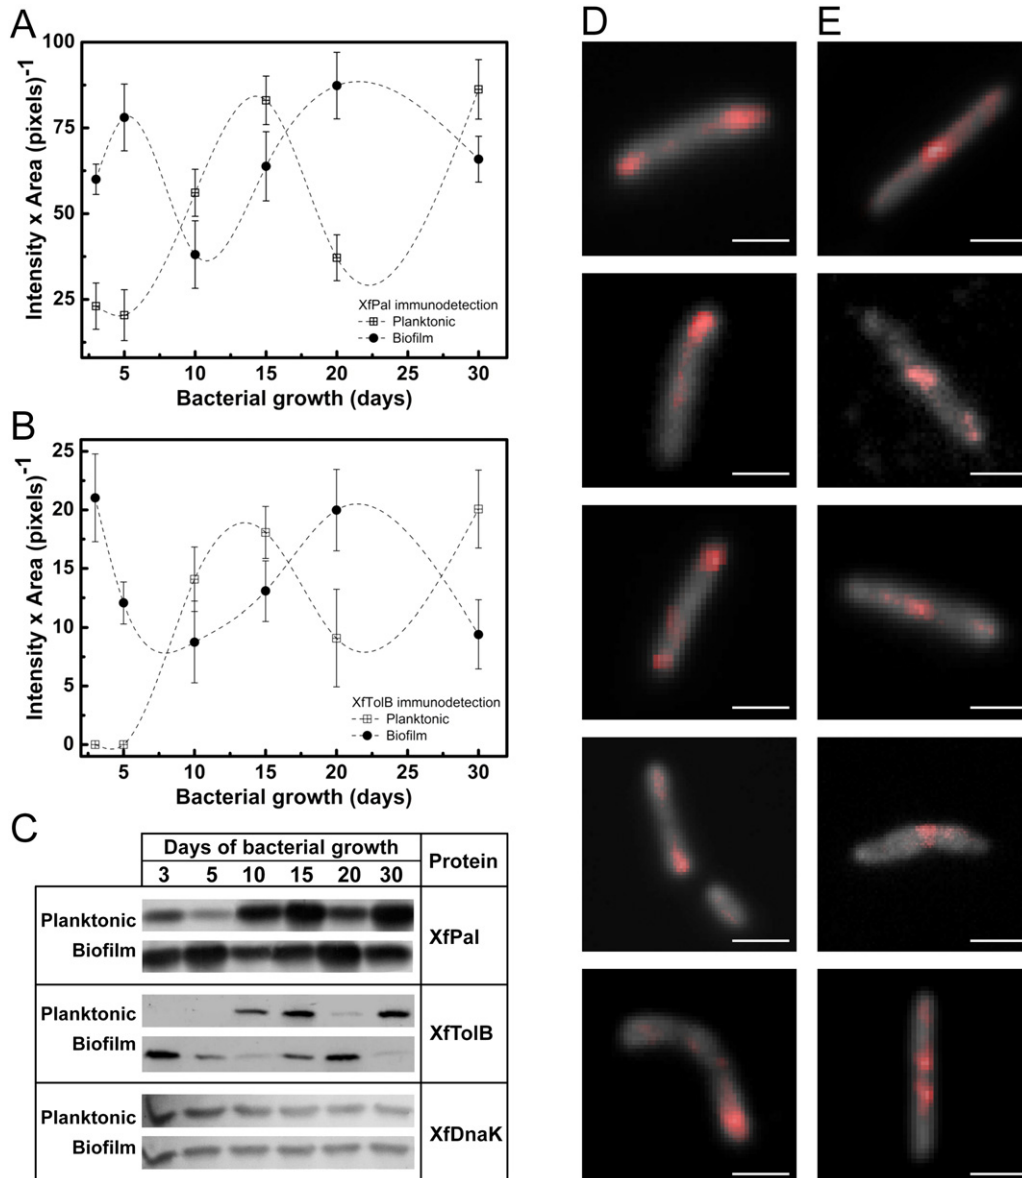 A
Intensity x Area (pixels)⁻¹
100
75
50
25
5 10 15 20 25 30
Bacterial growth (days)
XfPal immunodetection
Planktonic
Biofilm
B
Intensity x Area (pixels)⁻¹
25
20
15
10
5
0
5 10 15 20 25 30
Bacterial growth (days)
XfTolB immunodetection
Planktonic
Biofilm
C
Days of bacterial growth
Protein
3 5 10 15 20 30
Planktonic
Biofilm
XfPal
Planktonic
Biofilm
XfTolB
Planktonic
Biofilm
XfDnaK
D
E